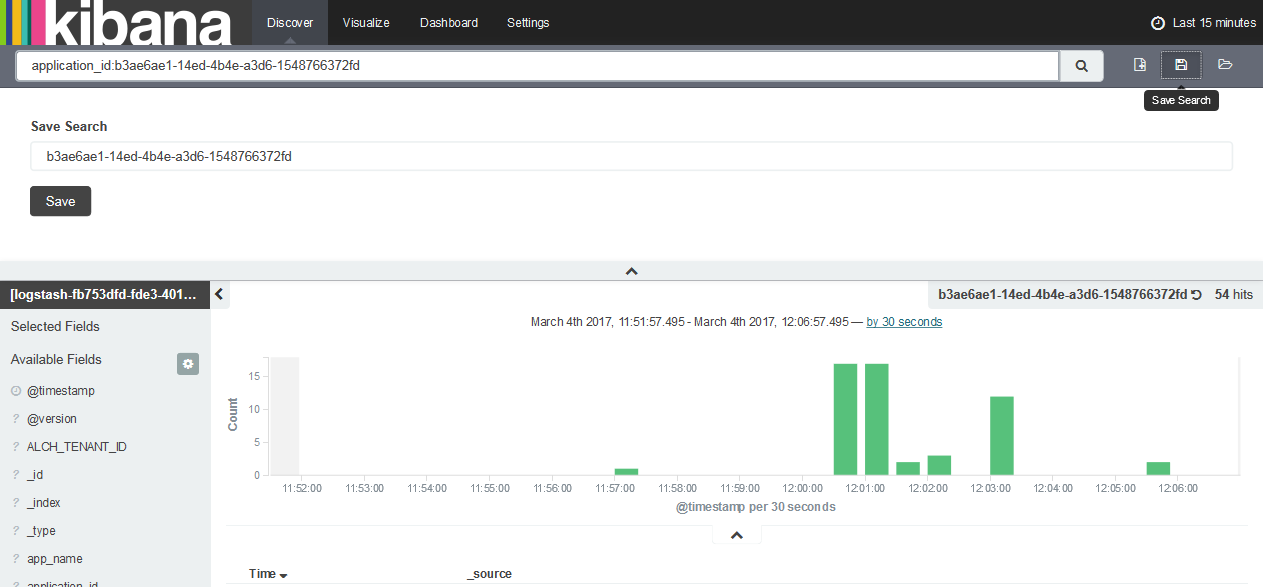 kibana Discover Visualize Dashboard Settings Last 15 minutes
application_id:b3ae6ae1-14ed-4b4e-a3d6-1548766372fd
Save Search
Save Search
b3ae6ae1-14ed-4b4e-a3d6-1548766372fd
Save
[logstash-fb753dfd-fde3-401... b3ae6ae1-14ed-4b4e-a3d6-1548766372fd 54 hits
Selected Fields
March 4th 2017, 11:51:57.495 - March 4th 2017, 12:06:57.495 — by 30 seconds
Available Fields
@timestamp
? @version
? ALCH_TENANT_ID
? _id
? _index
? _type
? app_name
? application_id
Count
15
10
5
0
11:52:00 11:53:00 11:54:00 11:55:00 11:56:00 11:57:00 11:58:00 11:59:00 12:00:00 12:01:00 12:02:00 12:03:00 12:04:00 12:05:00 12:06:00
@timestamp per 30 seconds
Time _source